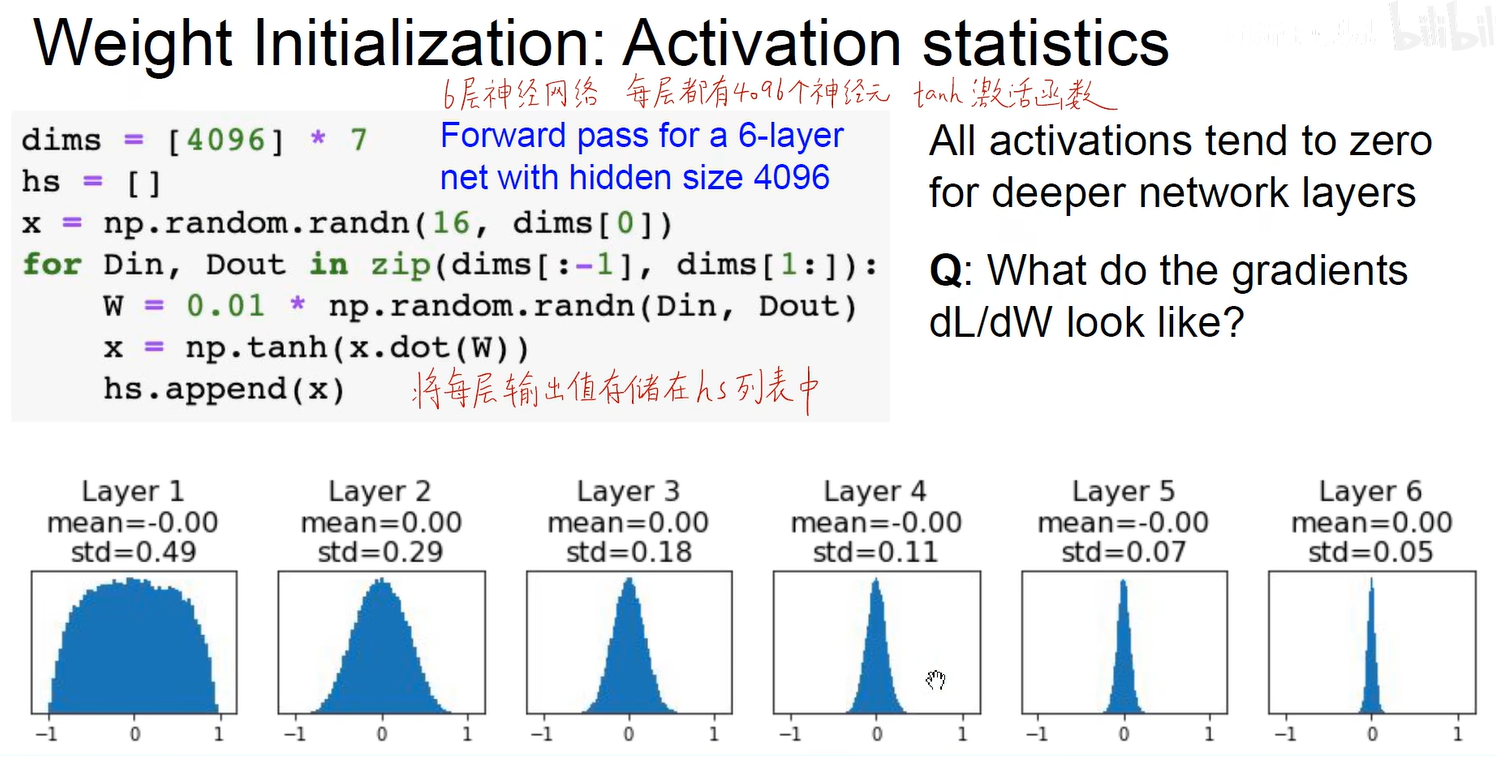 Weight Initialization: Activation statistics
bilibil
6层神经网络 每层都有4096个神经元 tanh 激活函数
dims = [4096] * 7
hs = []
x = np.random.randn(16, dims[0])
for Din, Dout in zip(dims[:-1], dims[1:]):
W = 0.01 * np.random.randn(Din, Dout)
x = np.tanh(x.dot(W))
hs.append(x)
将每层输出值存储在hs列表中
Forward pass for a 6-layer
net with hidden size 4096
All activations tend to zero
for deeper network layers
Q: What do the gradients
dL/dW look like?
Layer 1
mean=-0.00
std=0.49
-1 0 1
Layer 2
mean=0.00
std=0.29
-1 0 1
Layer 3
mean=0.00
std=0.18
-1 0 1
Layer 4
mean=-0.00
std=0.11
-1 0 1
Layer 5
mean=-0.00
std=0.07
-1 0 1
Layer 6
mean=0.00
std=0.05
-1 0 1